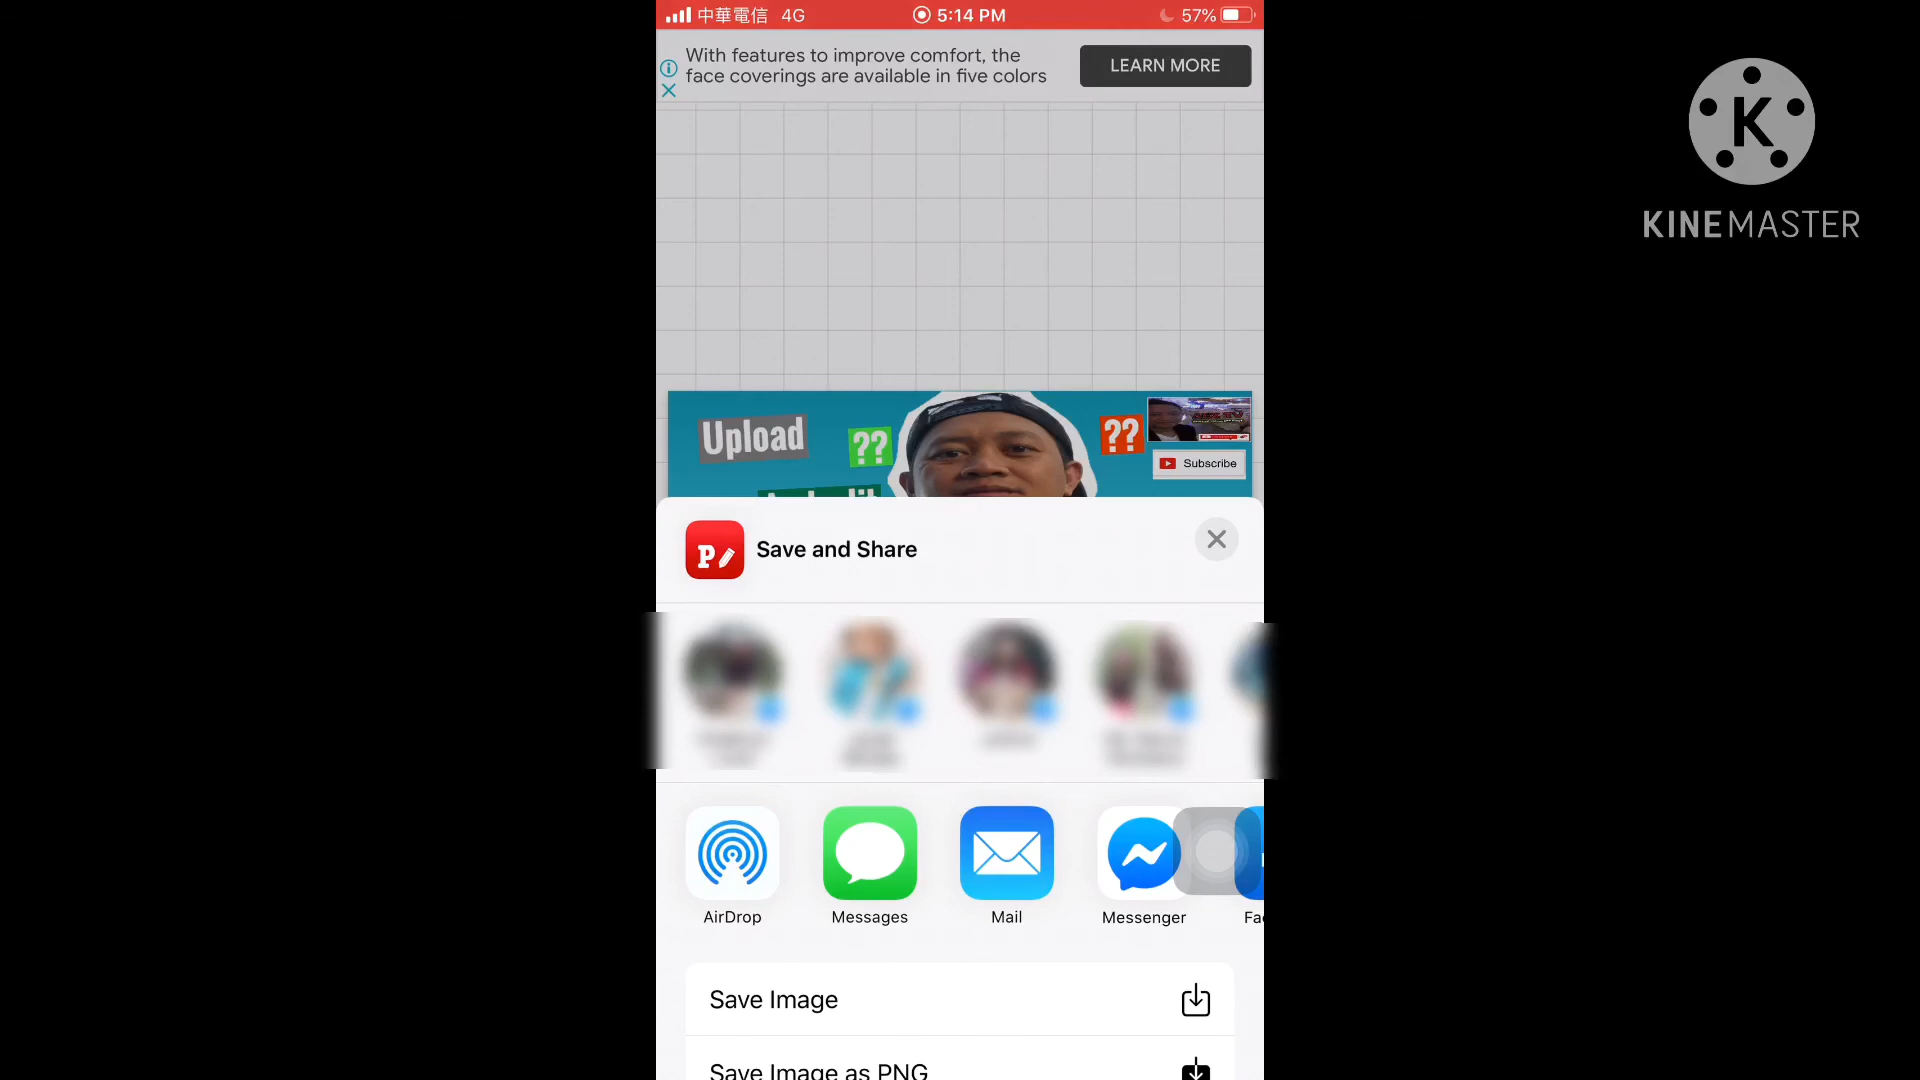 中華電信 4G 5:14 PM 57%
With features to improve comfort, the
face coverings are available in five colors
LEARN MORE
K
KINEMASTER
Upload
??
??
Subscribe
P
Save and Share
AirDrop
Messages
Mail
Messenger
Fac
Save Image
Save Image as PNG